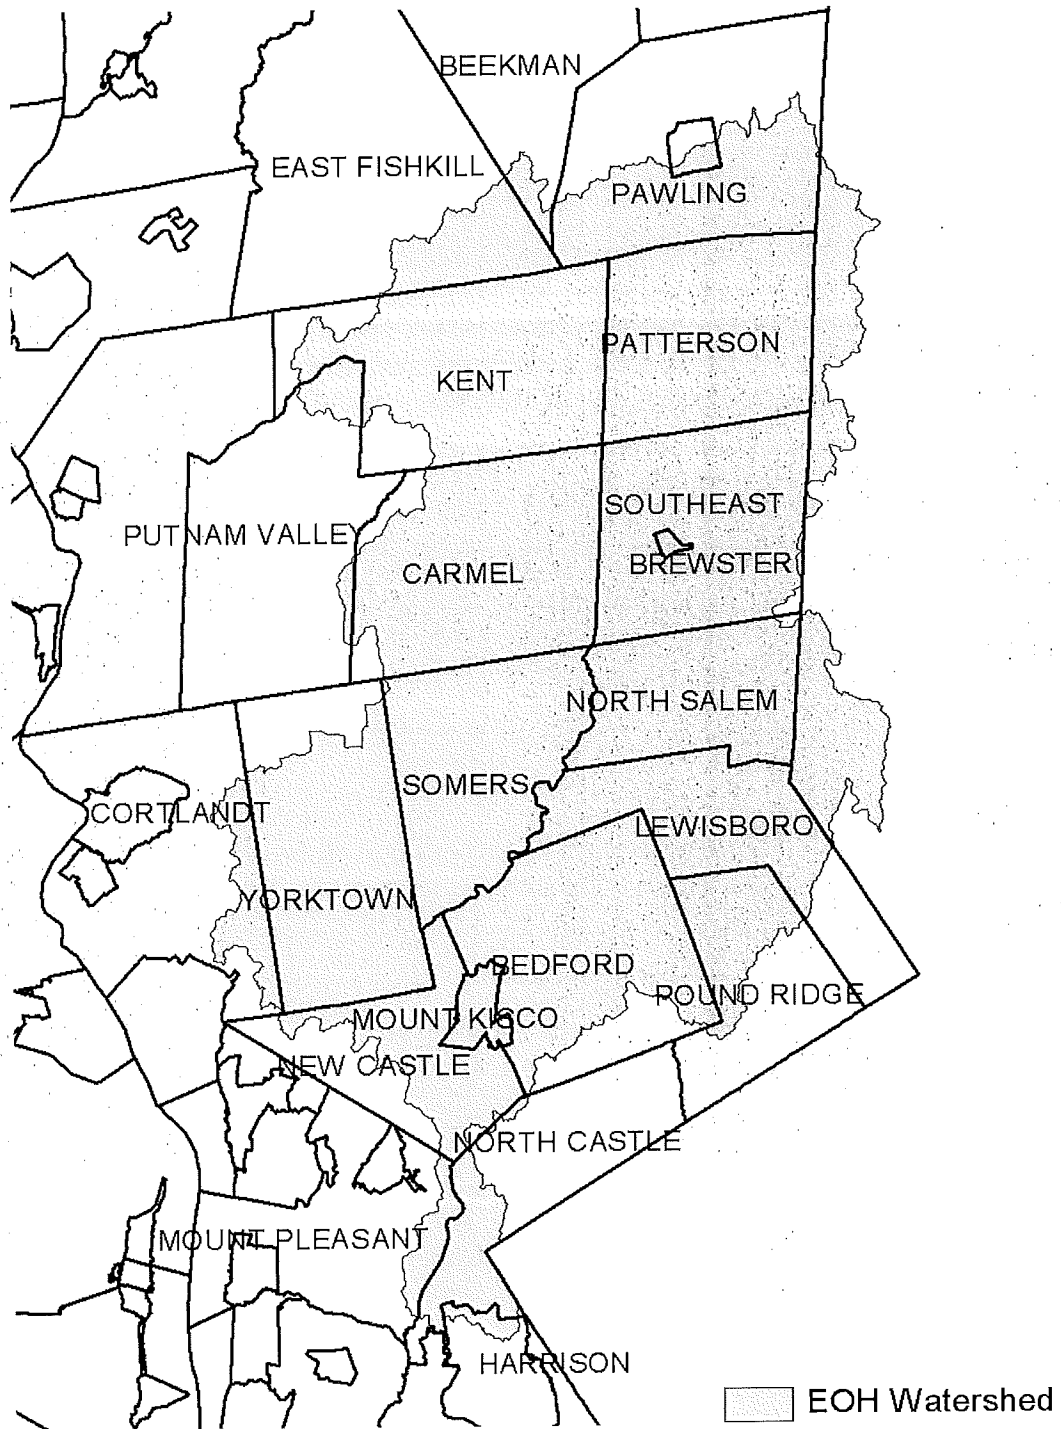 BEEKMAN
EAST FISHKILL
PAWLING
PATTERSON
KENT
SOUTHEAST
PUTNAM VALLEY
BREWSTER
CARMEL
NORTH SALEM
SOMERS
CORTLANDT
LEWISBORO
YORKTOWN
BEDFORD
POUND RIDGE
MOUNT KISCO
NEW CASTLE
NORTH CASTLE
MOUNT PLEASANT
HARRISON
EOH Watershed